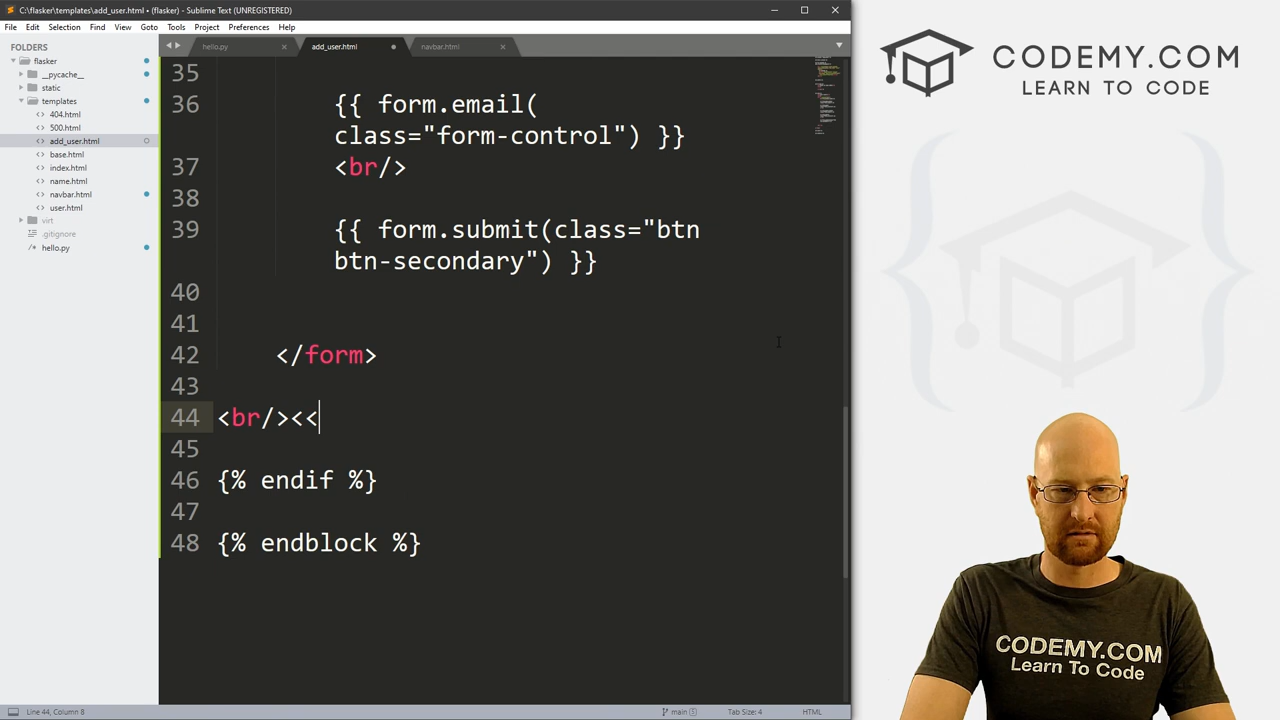 C:\flasker\templates\add_user.html • (flasker) - Sublime Text (UNREGISTERED)
File Edit Selection Find View Goto Tools Project Preferences Help
FOLDERS
flasker
__pycache__
static
templates
404.html
500.html
add_user.html
base.html
index.html
name.html
navbar.html
user.html
virt
.gitignore
hello.py
hello.py add_user.html navbar.html
35
36 {{ form.email(
class="form-control") }}
37 <br/>
38
39 {{ form.submit(class="btn
btn-secondary") }}
40
41
42 </form>
43
44 <br/><<
45
46 {% endif %}
47
48 {% endblock %}
Line 44, Column 8 main 5 Tab Size: 4 HTML
CODEMY.COM
LEARN TO CODE
CODEMY.COM
Learn To Code